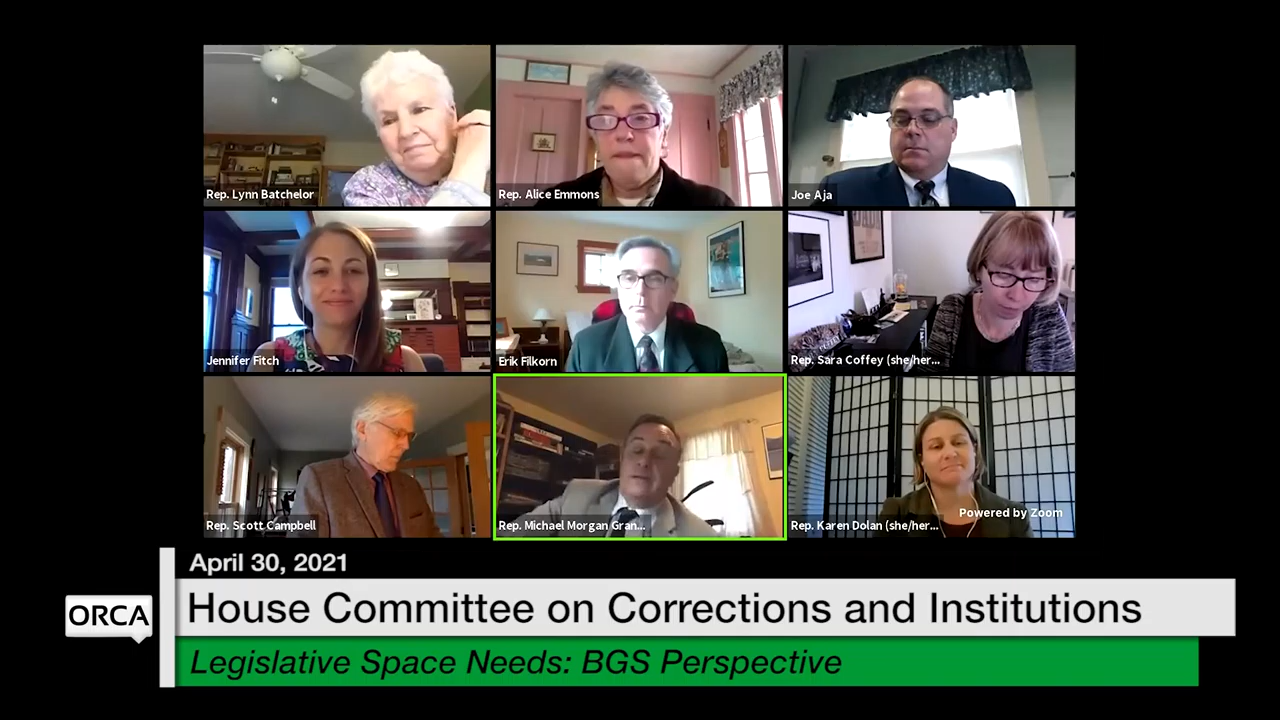 Rep. Lynn Batchelor
Rep. Alice Emmons
Joe Aja
Jennifer Fitch
Erik Filkorn
Rep. Sara Coffey (she/her...
Rep. Scott Campbell
Rep. Michael Morgan Gran...
Rep. Karen Dolan (she/her...
Powered by Zoom
April 30, 2021
ORCA
House Committee on Corrections and Institutions
Legislative Space Needs: BGS Perspective